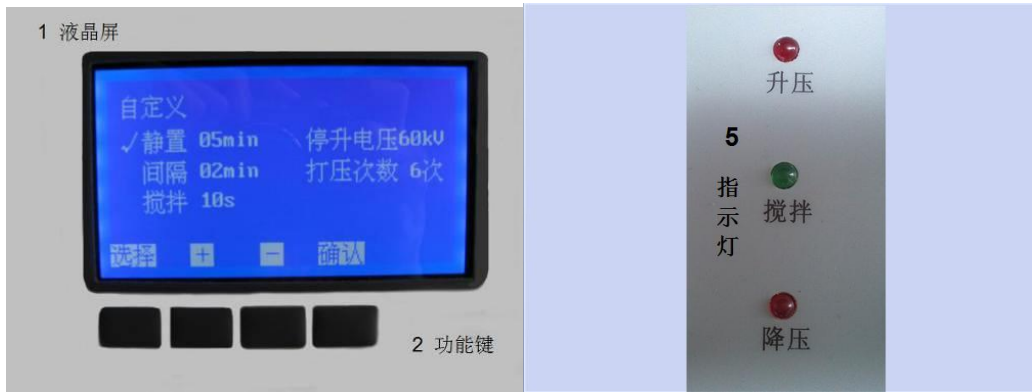 1 液晶屏
自定义
✓静置 05min 停升电压60kV
间隔 02min 打压次数 6次
搅拌 10s
选择 + - 确认
2 功能键
升压
5
指示灯
搅拌
降压